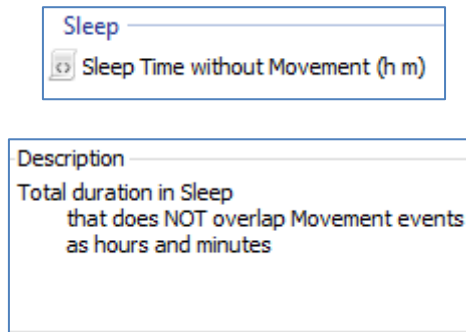 Sleep
Sleep Time without Movement (h m)
Description
Total duration in Sleep
that does NOT overlap Movement events
as hours and minutes